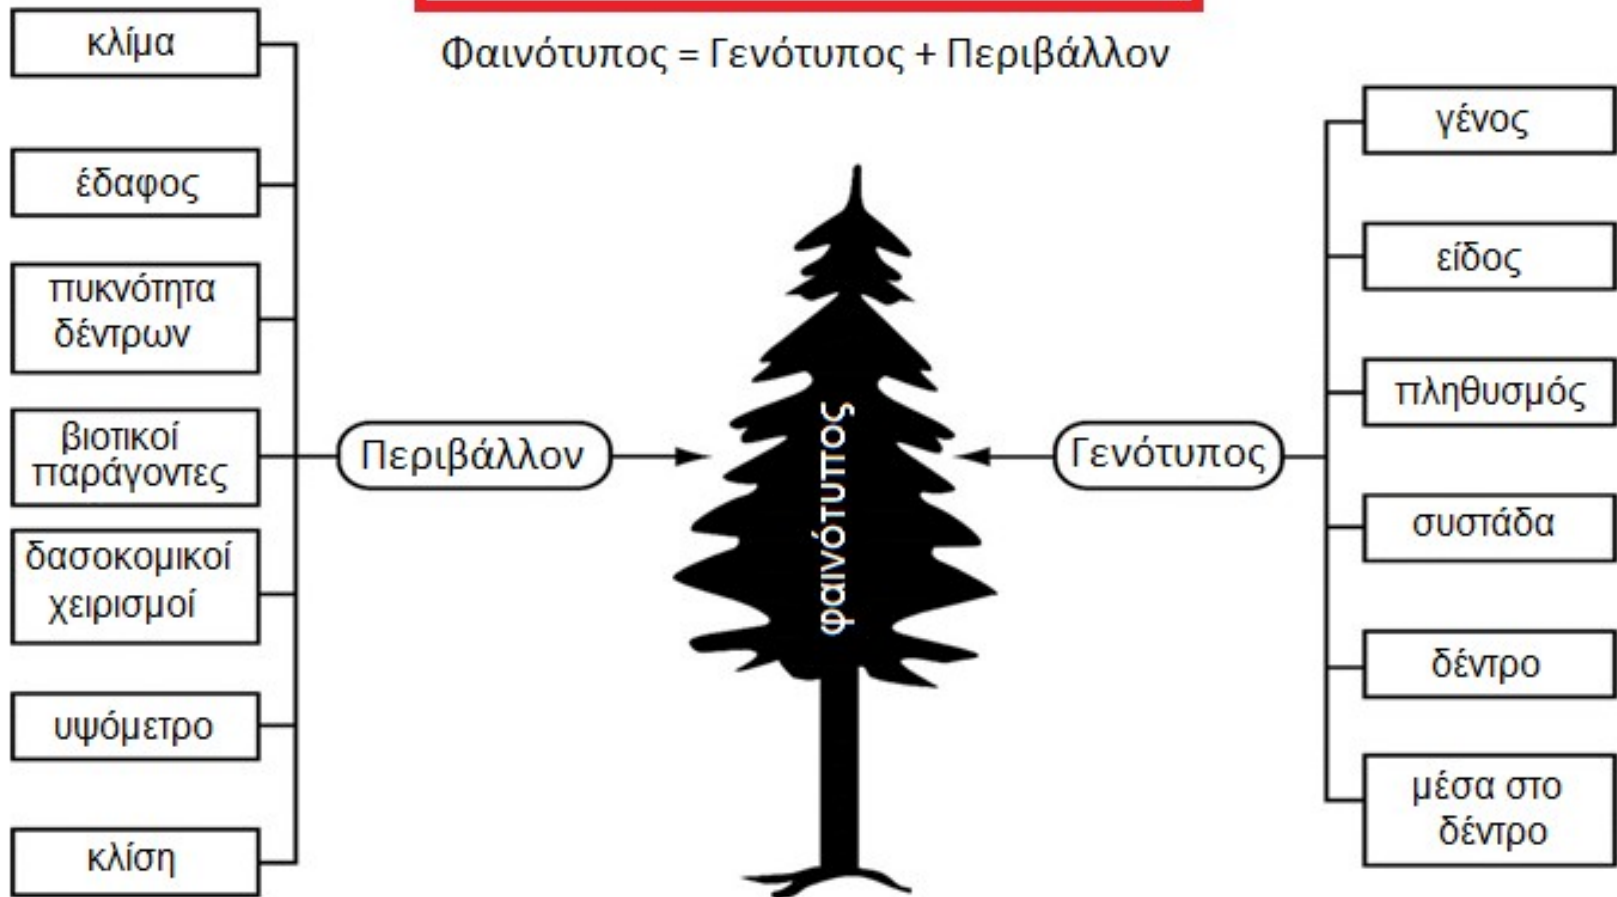 Φαινότυπος = Γενότυπος + Περιβάλλον
κλίμα
έδαφος
πυκνότητα
δέντρων
βιοτικοί
παράγοντες
δασοκομικοί
χειρισμοί
υψόμετρο
κλίση
Περιβάλλον
φαινότυπος
Γενότυπος
γένος
είδος
πληθυσμός
συστάδα
δέντρο
μέσα στο
δέντρο